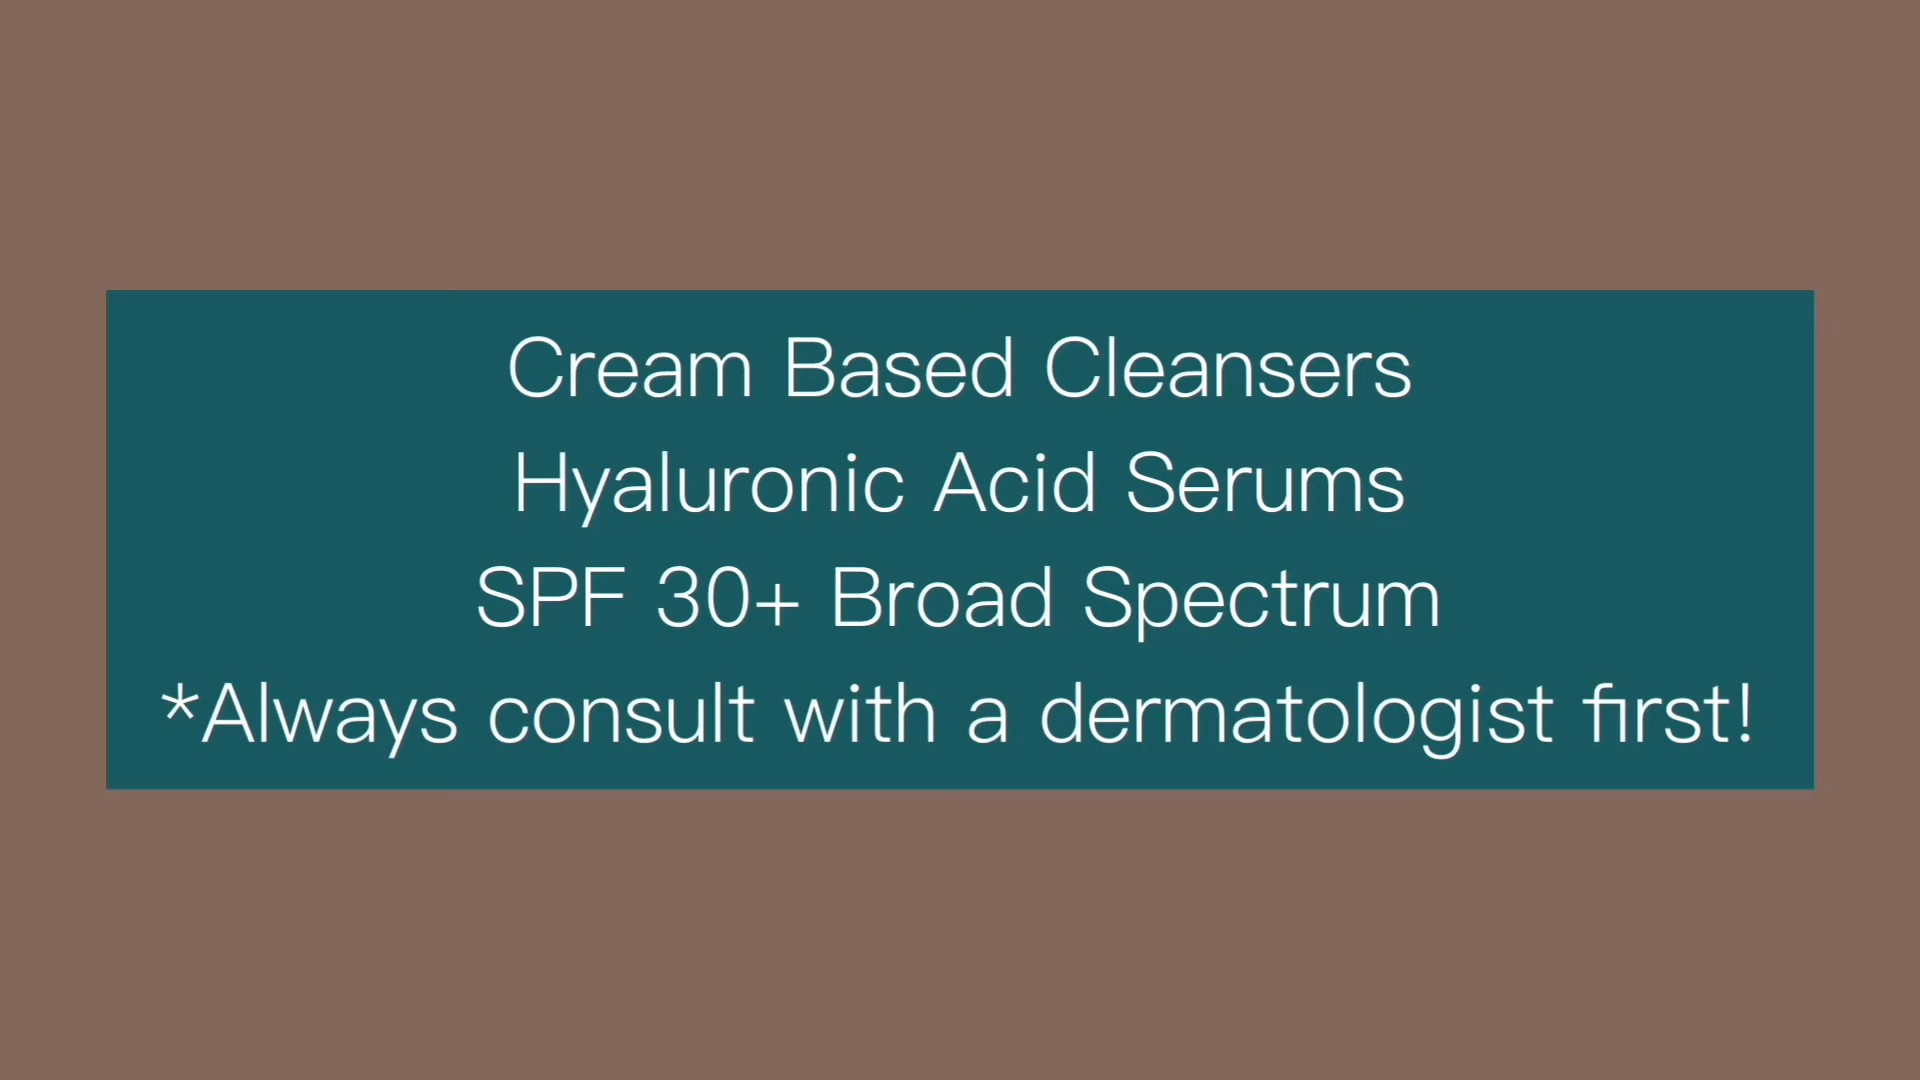 Cream Based Cleansers
Hyaluronic Acid Serums
SPF 30+ Broad Spectrum
*Always consult with a dermatologist first!